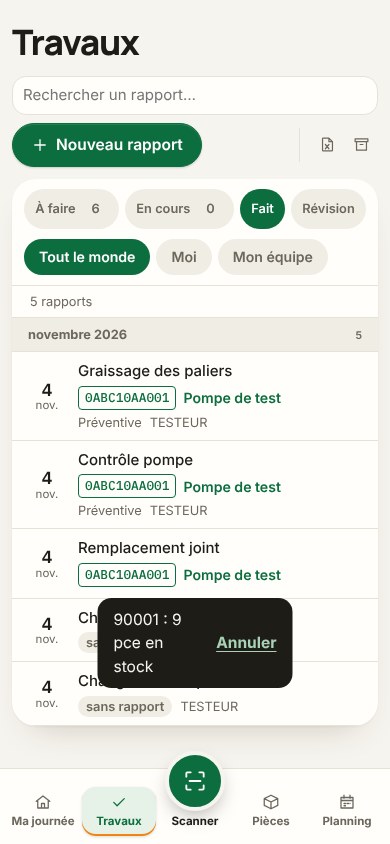 Travaux
Rechercher un rapport...
+ Nouveau rapport
À faire 6 En cours 0 Fait Révision
Tout le monde Moi Mon équipe
5 rapports
novembre 2026 5
4 nov.
Graissage des paliers
0ABC10AA001 Pompe de test
Préventive TESTEUR
4 nov.
Contrôle pompe
0ABC10AA001 Pompe de test
Préventive TESTEUR
4 nov.
Remplacement joint
0ABC10AA001 Pompe de test
4 nov.
90001 : 9
pce en
stock
Annuler
4 nov.
sans rapport TESTEUR
Ma journée Travaux Scanner Pièces Planning